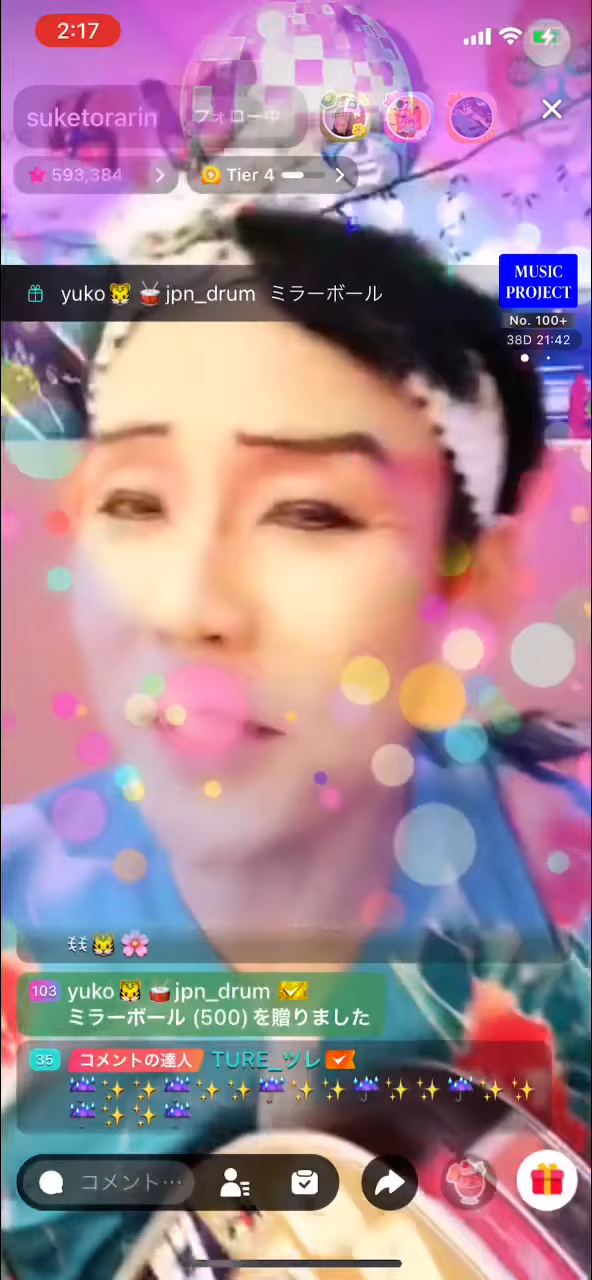 2:17
suketorarin
フォロー中
593,384
Tier 4
yuko🐯🥁jpn_drum ミラーボール
MUSIC
PROJECT
No. 100+
38D 21:42
🐯🌸
103 yuko🐯🥁jpn_drum
ミラーボール (500) を贈りました
35 コメントの達人 TURE_ツレ
☔✨✨☔✨✨☔✨✨☔✨✨☔✨✨
☔✨✨☔
コメント…